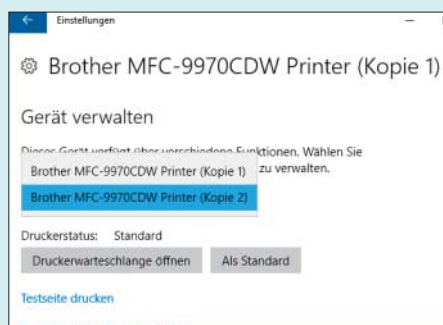 Einstellungen
Brother MFC-9970CDW Printer (Kopie 1)
Gerät verwalten
Dieses Gerät verfügt über verschiedene Funktionen. Wählen Sie
Brother MFC-9970CDW Printer (Kopie 1)
zu verwalten.
Brother MFC-9970CDW Printer (Kopie 2)
Druckerstatus: Standard
Druckerwarteschlange öffnen Als Standard
Testseite drucken